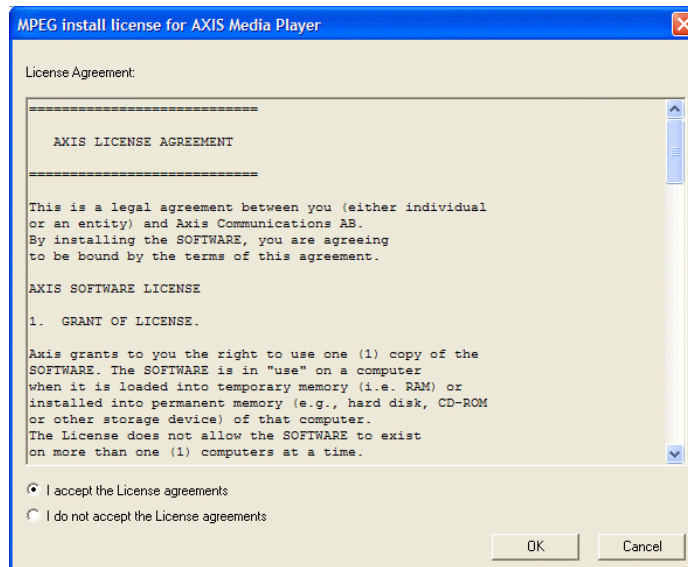 MPEG install license for AXIS Media Player
License Agreement:
============================
AXIS LICENSE AGREEMENT
============================
This is a legal agreement between you (either individual
or an entity) and Axis Communications AB.
By installing the SOFTWARE, you are agreeing
to be bound by the terms of this agreement.
AXIS SOFTWARE LICENSE
1. GRANT OF LICENSE.
Axis grants to you the right to use one (1) copy of the
SOFTWARE. The SOFTWARE is in "use" on a computer
when it is loaded into temporary memory (i.e. RAM) or
installed into permanent memory (e.g., hard disk, CD-ROM
or other storage device) of that computer.
The License does not allow the SOFTWARE to exist
on more than one (1) computers at a time.
I accept the License agreements
I do not accept the License agreements
OK
Cancel